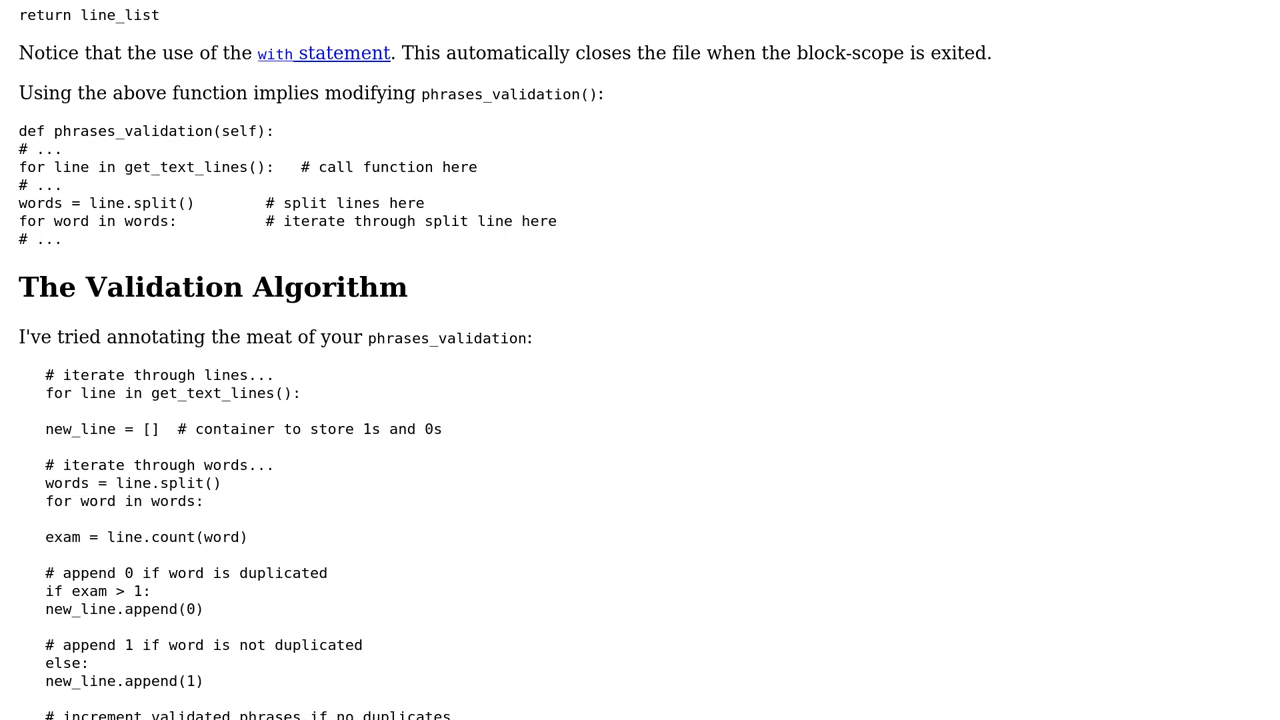 return line_list
Notice that the use of the with statement. This automatically closes the file when the block-scope is exited.
Using the above function implies modifying phrases_validation():
def phrases_validation(self):
# ...
for line in get_text_lines():   # call function here
# ...
words = line.split()        # split lines here
for word in words:          # iterate through split line here
# ...
The Validation Algorithm
I've tried annotating the meat of your phrases_validation:
# iterate through lines...
for line in get_text_lines():
new_line = []  # container to store 1s and 0s
# iterate through words...
words = line.split()
for word in words:
exam = line.count(word)
# append 0 if word is duplicated
if exam > 1:
new_line.append(0)
# append 1 if word is not duplicated
else:
new_line.append(1)
# increment validated phrases if no duplicates